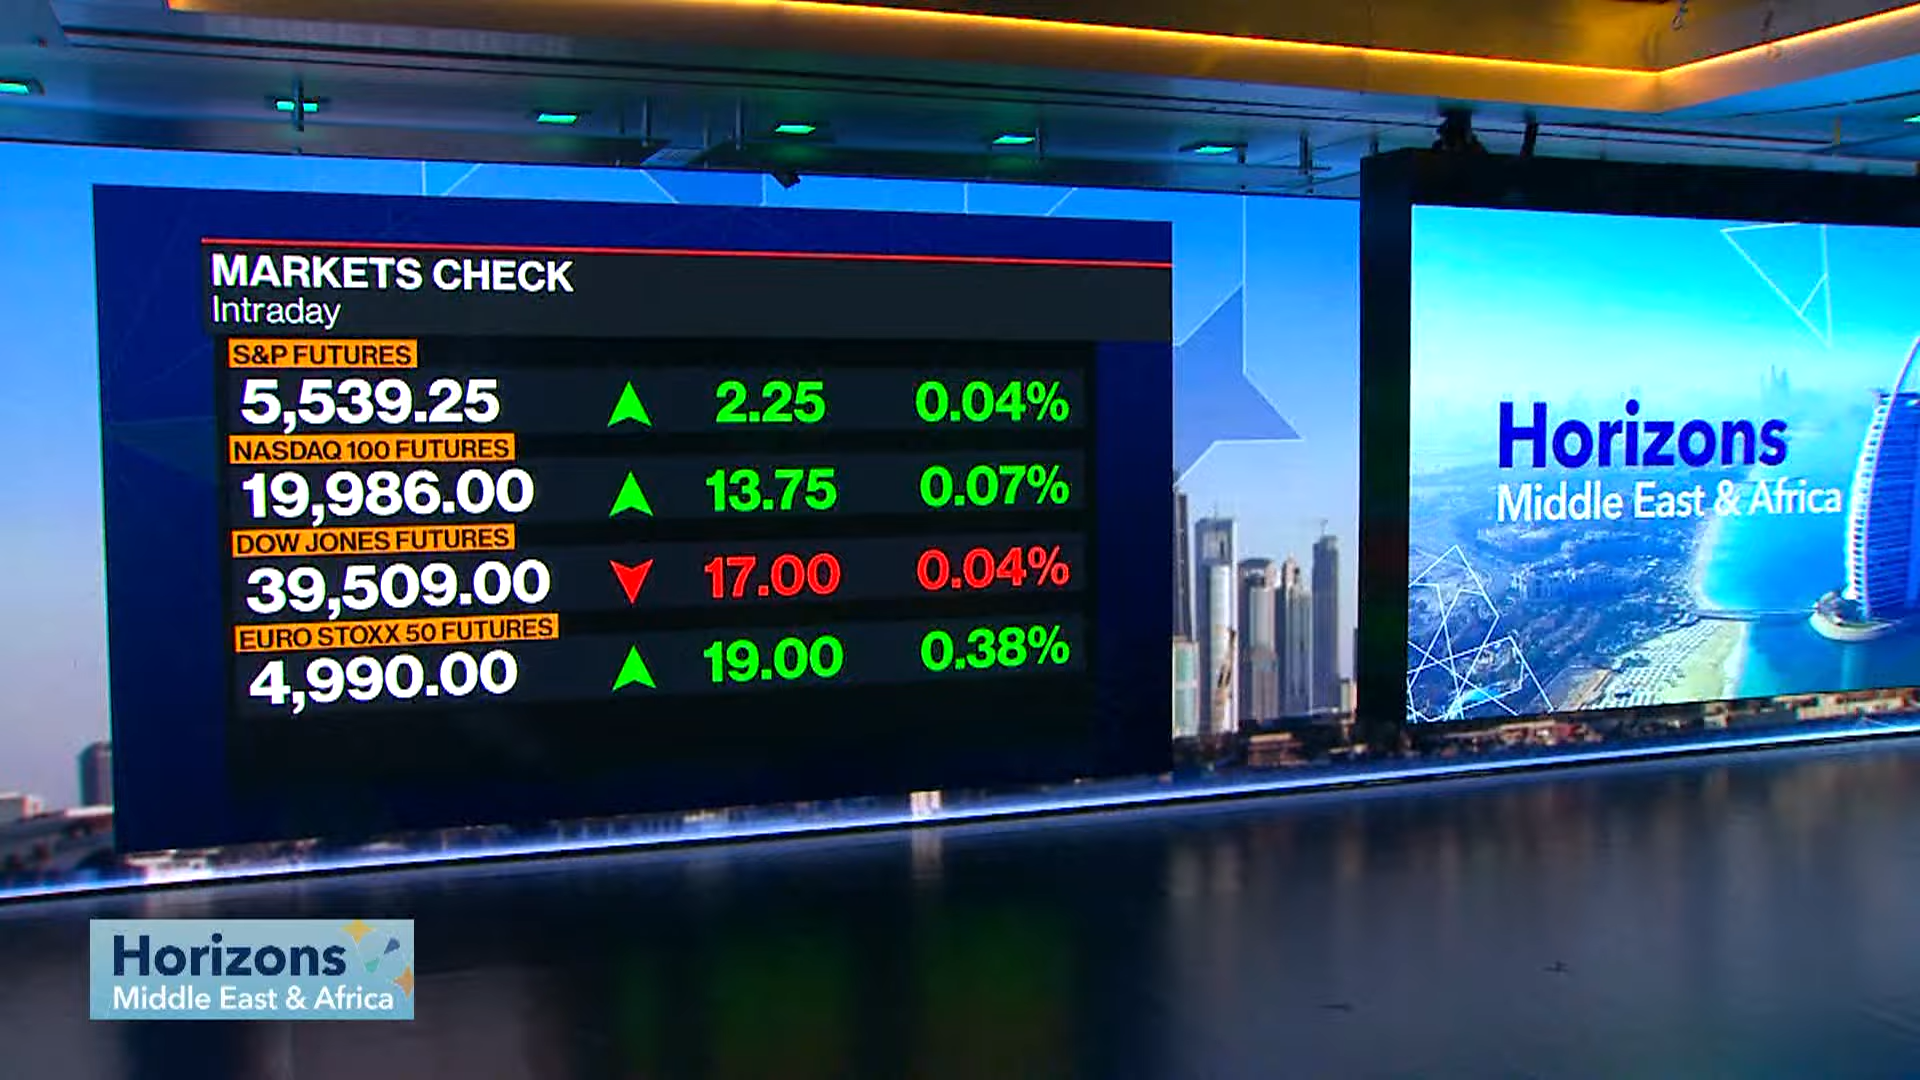 MARKETS CHECK
Intraday
S&P FUTURES
5,539.25 2.25 0.04%
NASDAQ 100 FUTURES
19,986.00 13.75 0.07%
DOW JONES FUTURES
39,509.00 17.00 0.04%
EURO STOXX 50 FUTURES
4,990.00 19.00 0.38%
Horizons
Middle East & Africa
Horizons
Middle East & Africa